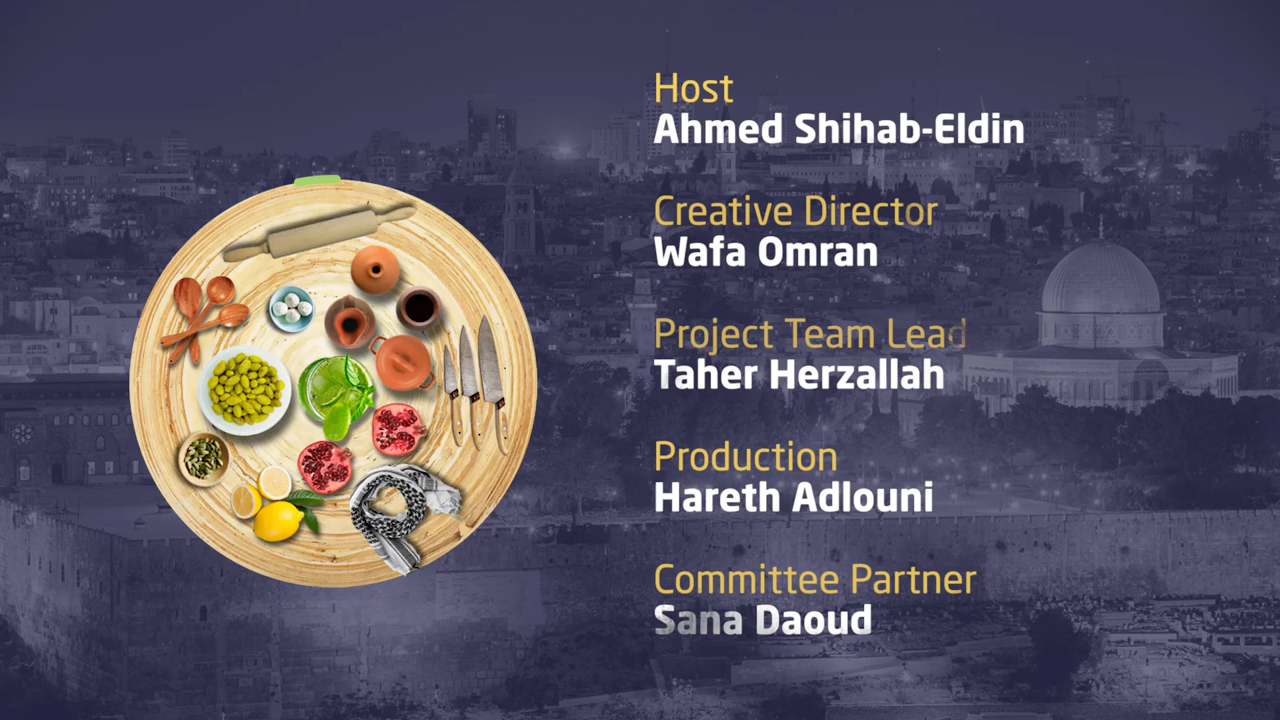 Host
Ahmed Shihab-Eldin
Creative Director
Wafa Omran
Project Team Lead
Taher Herzallah
Production
Hareth Adlouni
Committee Partner
Sana Daoud